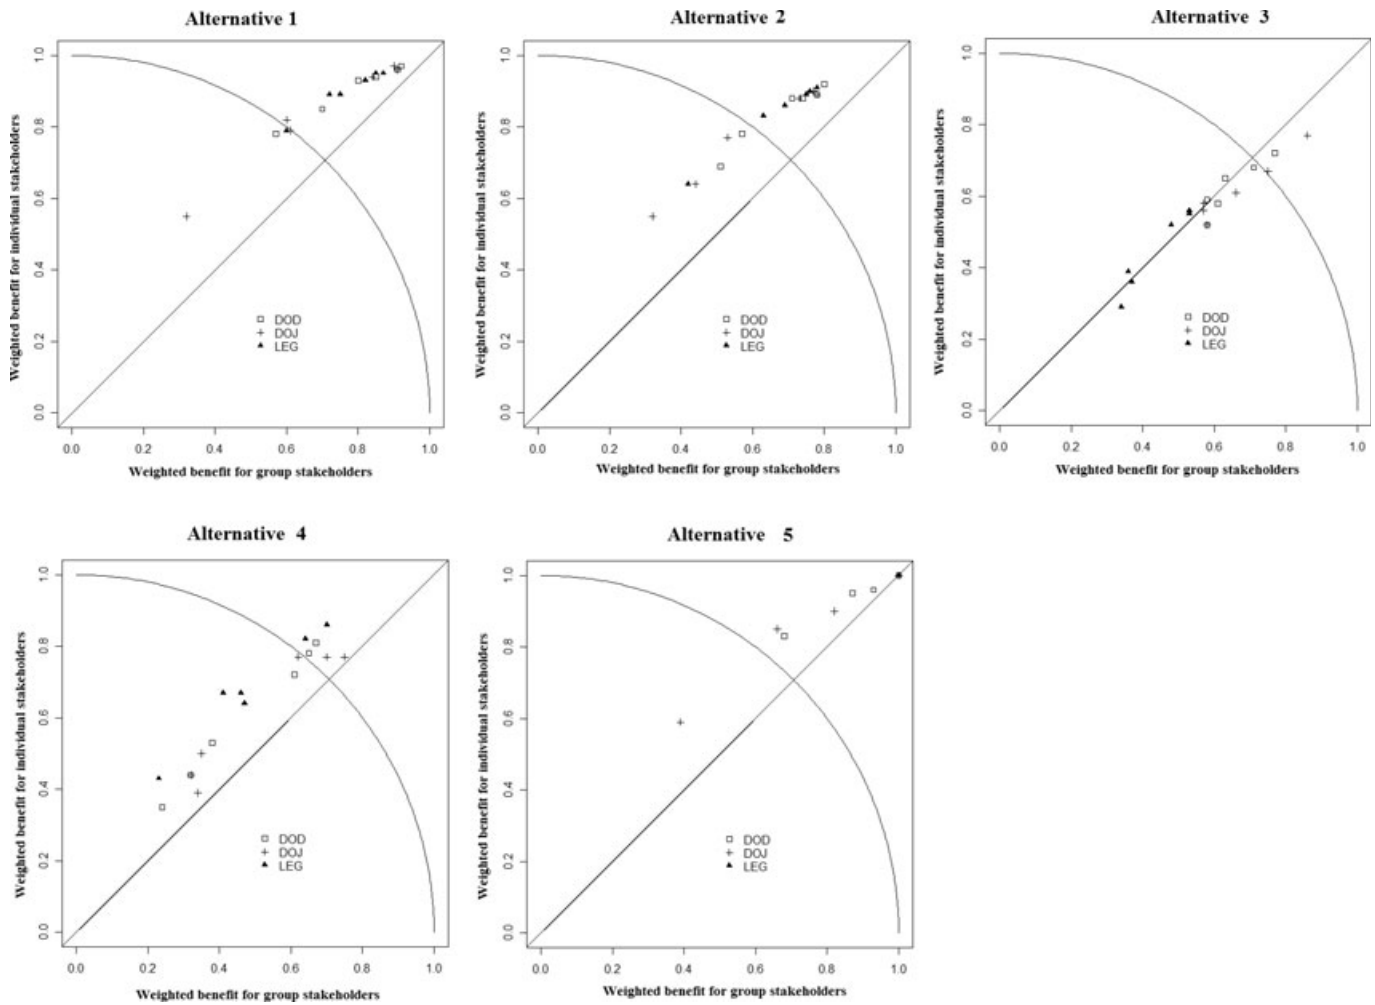 Alternative 1
Weighted benefit for individual stakeholders
1.0
0.8
0.6
0.4
0.2
0.0
DOD
DOJ
LEG
0.0 0.2 0.4 0.6 0.8 1.0
Weighted benefit for group stakeholders
Alternative 2
Weighted benefit for individual stakeholders
1.0
0.8
0.6
0.4
0.2
0.0
DOD
DOJ
LEG
0.0 0.2 0.4 0.6 0.8 1.0
Weighted benefit for group stakeholders
Alternative 3
Weighted benefit for individual stakeholders
1.0
0.8
0.6
0.4
0.2
0.0
DOD
DOJ
LEG
0.0 0.2 0.4 0.6 0.8 1.0
Weighted benefit for group stakeholders
Alternative 4
Weighted benefit for individual stakeholders
1.0
0.8
0.6
0.4
0.2
0.0
DOD
DOJ
LEG
0.0 0.2 0.4 0.6 0.8 1.0
Weighted benefit for group stakeholders
Alternative 5
Weighted benefit for individual stakeholders
1.0
0.8
0.6
0.4
0.2
0.0
DOD
DOJ
LEG
0.0 0.2 0.4 0.6 0.8 1.0
Weighted benefit for group stakeholders